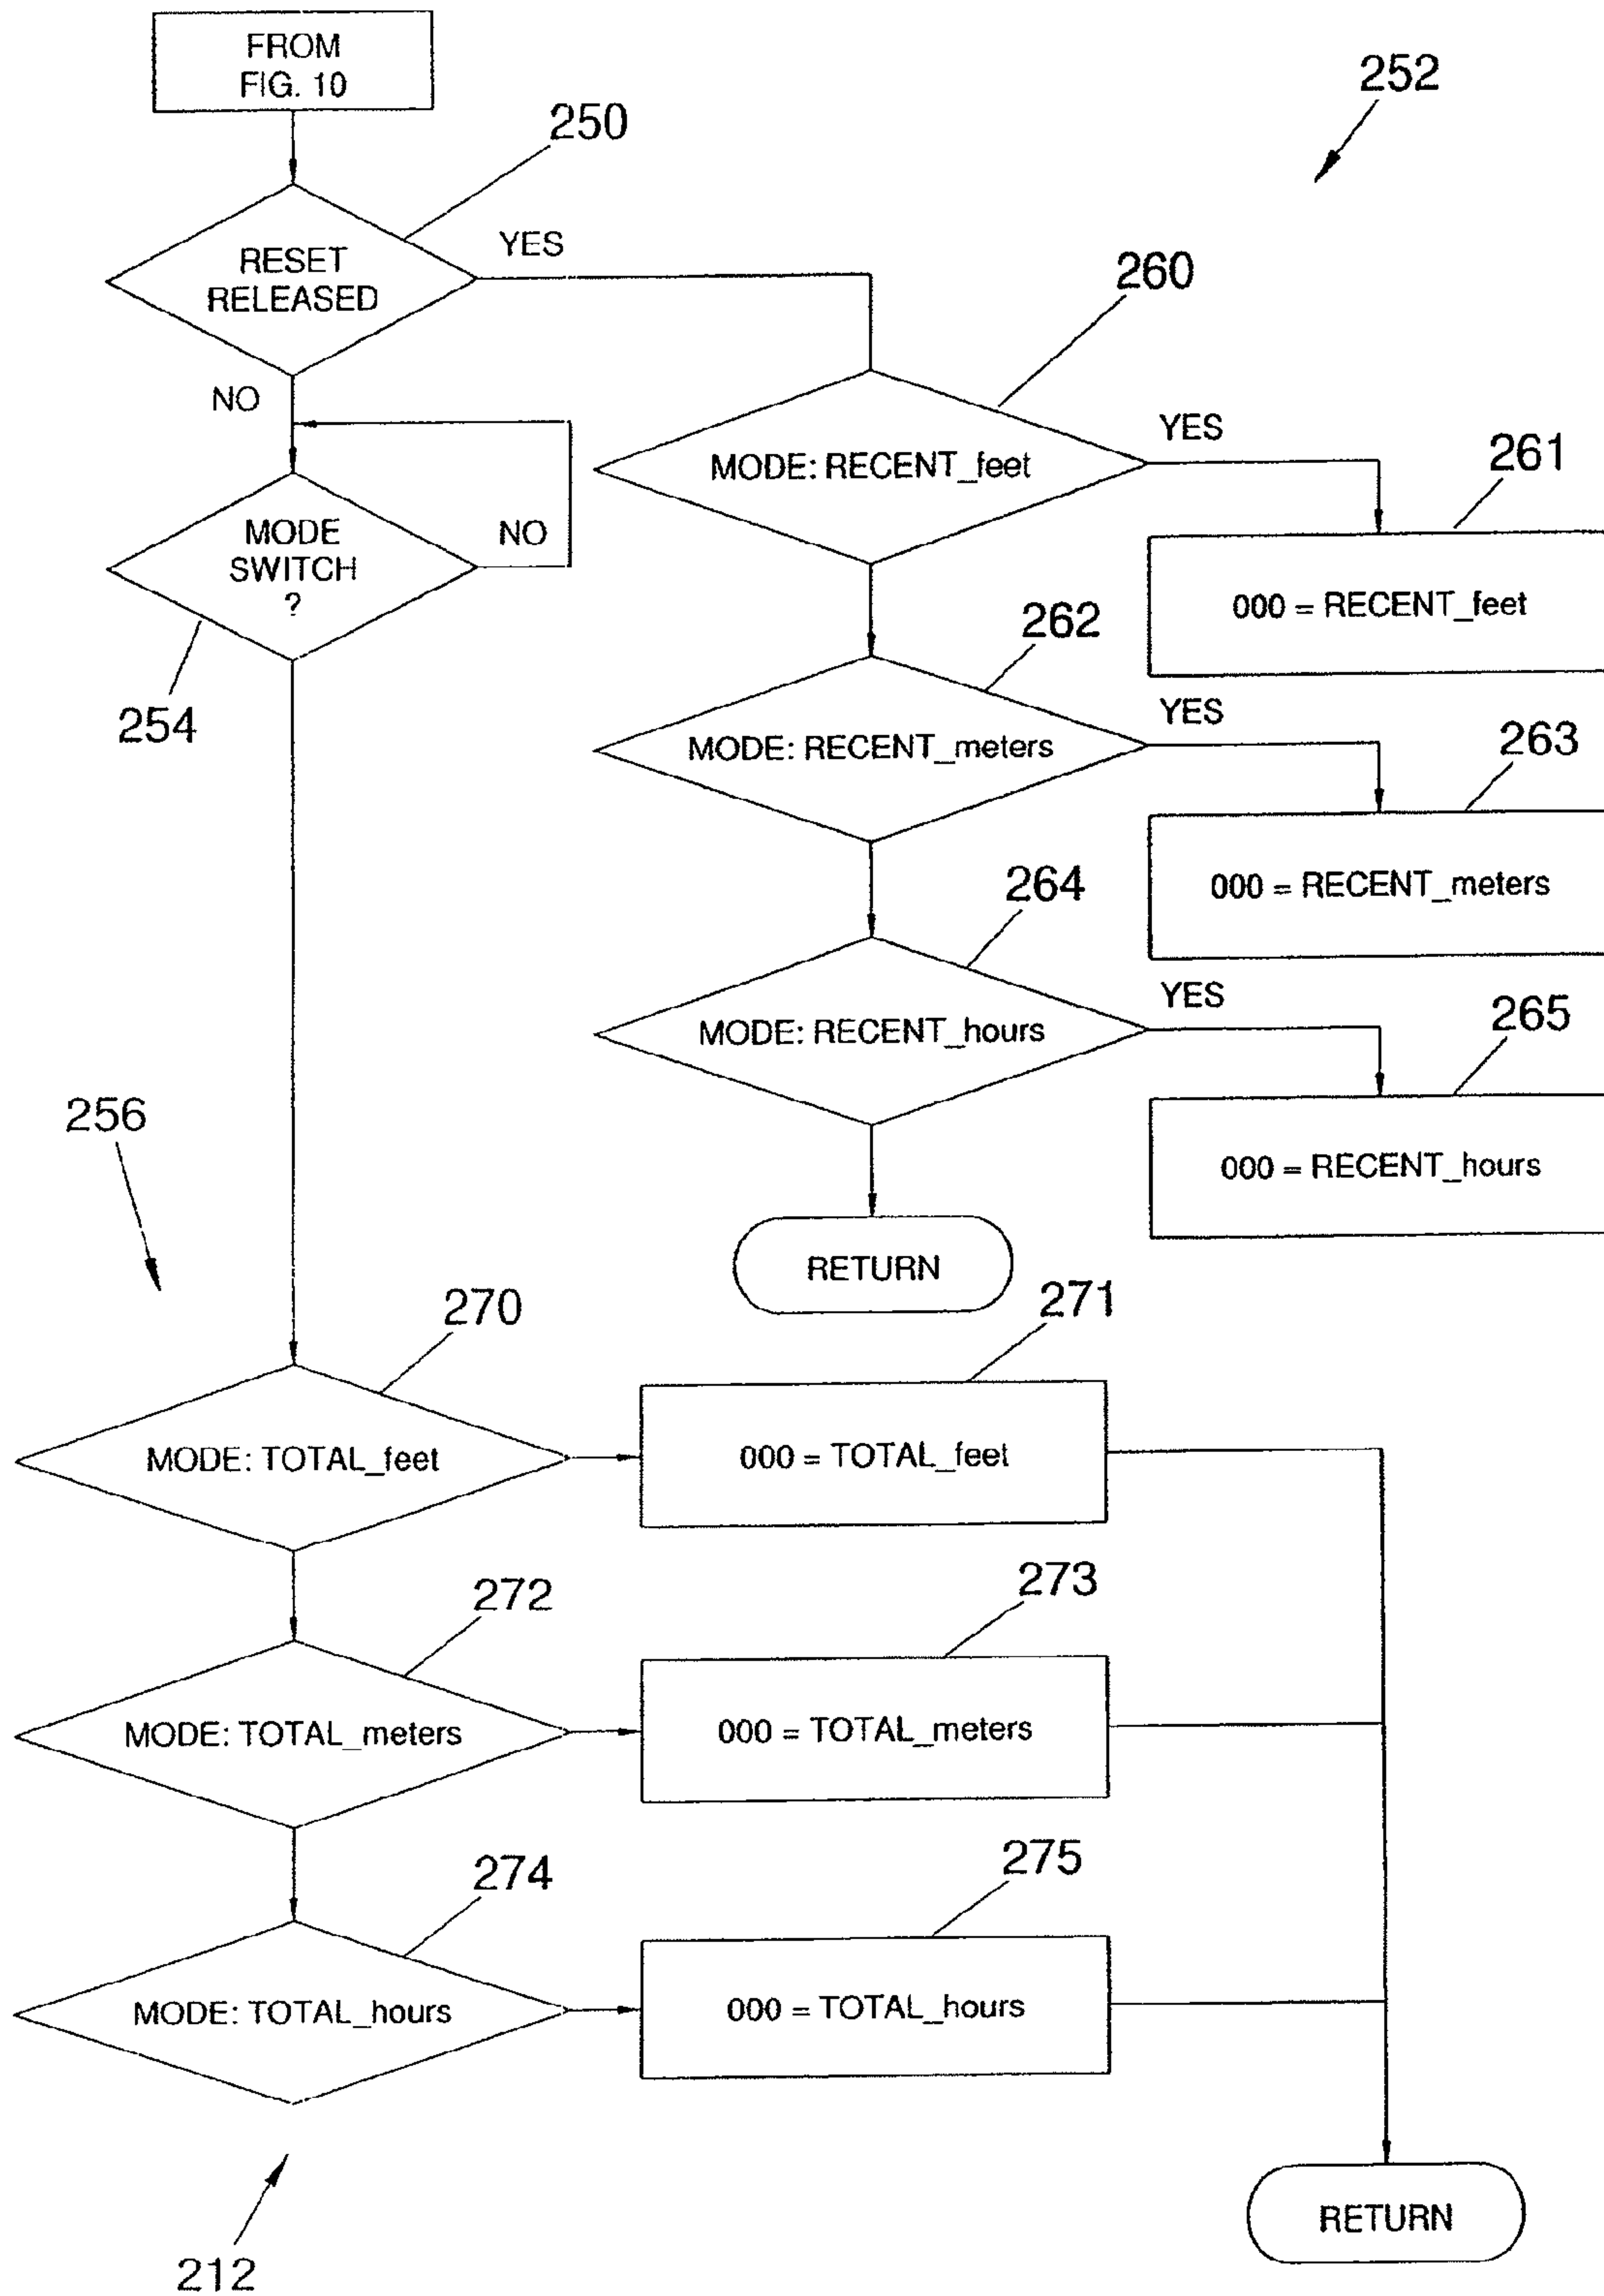 FROM
FIG. 10
252
250
RESET
RELEASED
YES
260
NO
MODE: RECENT_feet
YES
261
MODE
SWITCH
?
NO
000 = RECENT_feet
254
262
MODE: RECENT_meters
YES
263
000 = RECENT_meters
264
MODE: RECENT_hours
YES
265
000 = RECENT_hours
256
RETURN
270
271
MODE: TOTAL_feet
000 = TOTAL_feet
272
273
MODE: TOTAL_meters
000 = TOTAL_meters
274
275
MODE: TOTAL_hours
000 = TOTAL_hours
212
RETURN